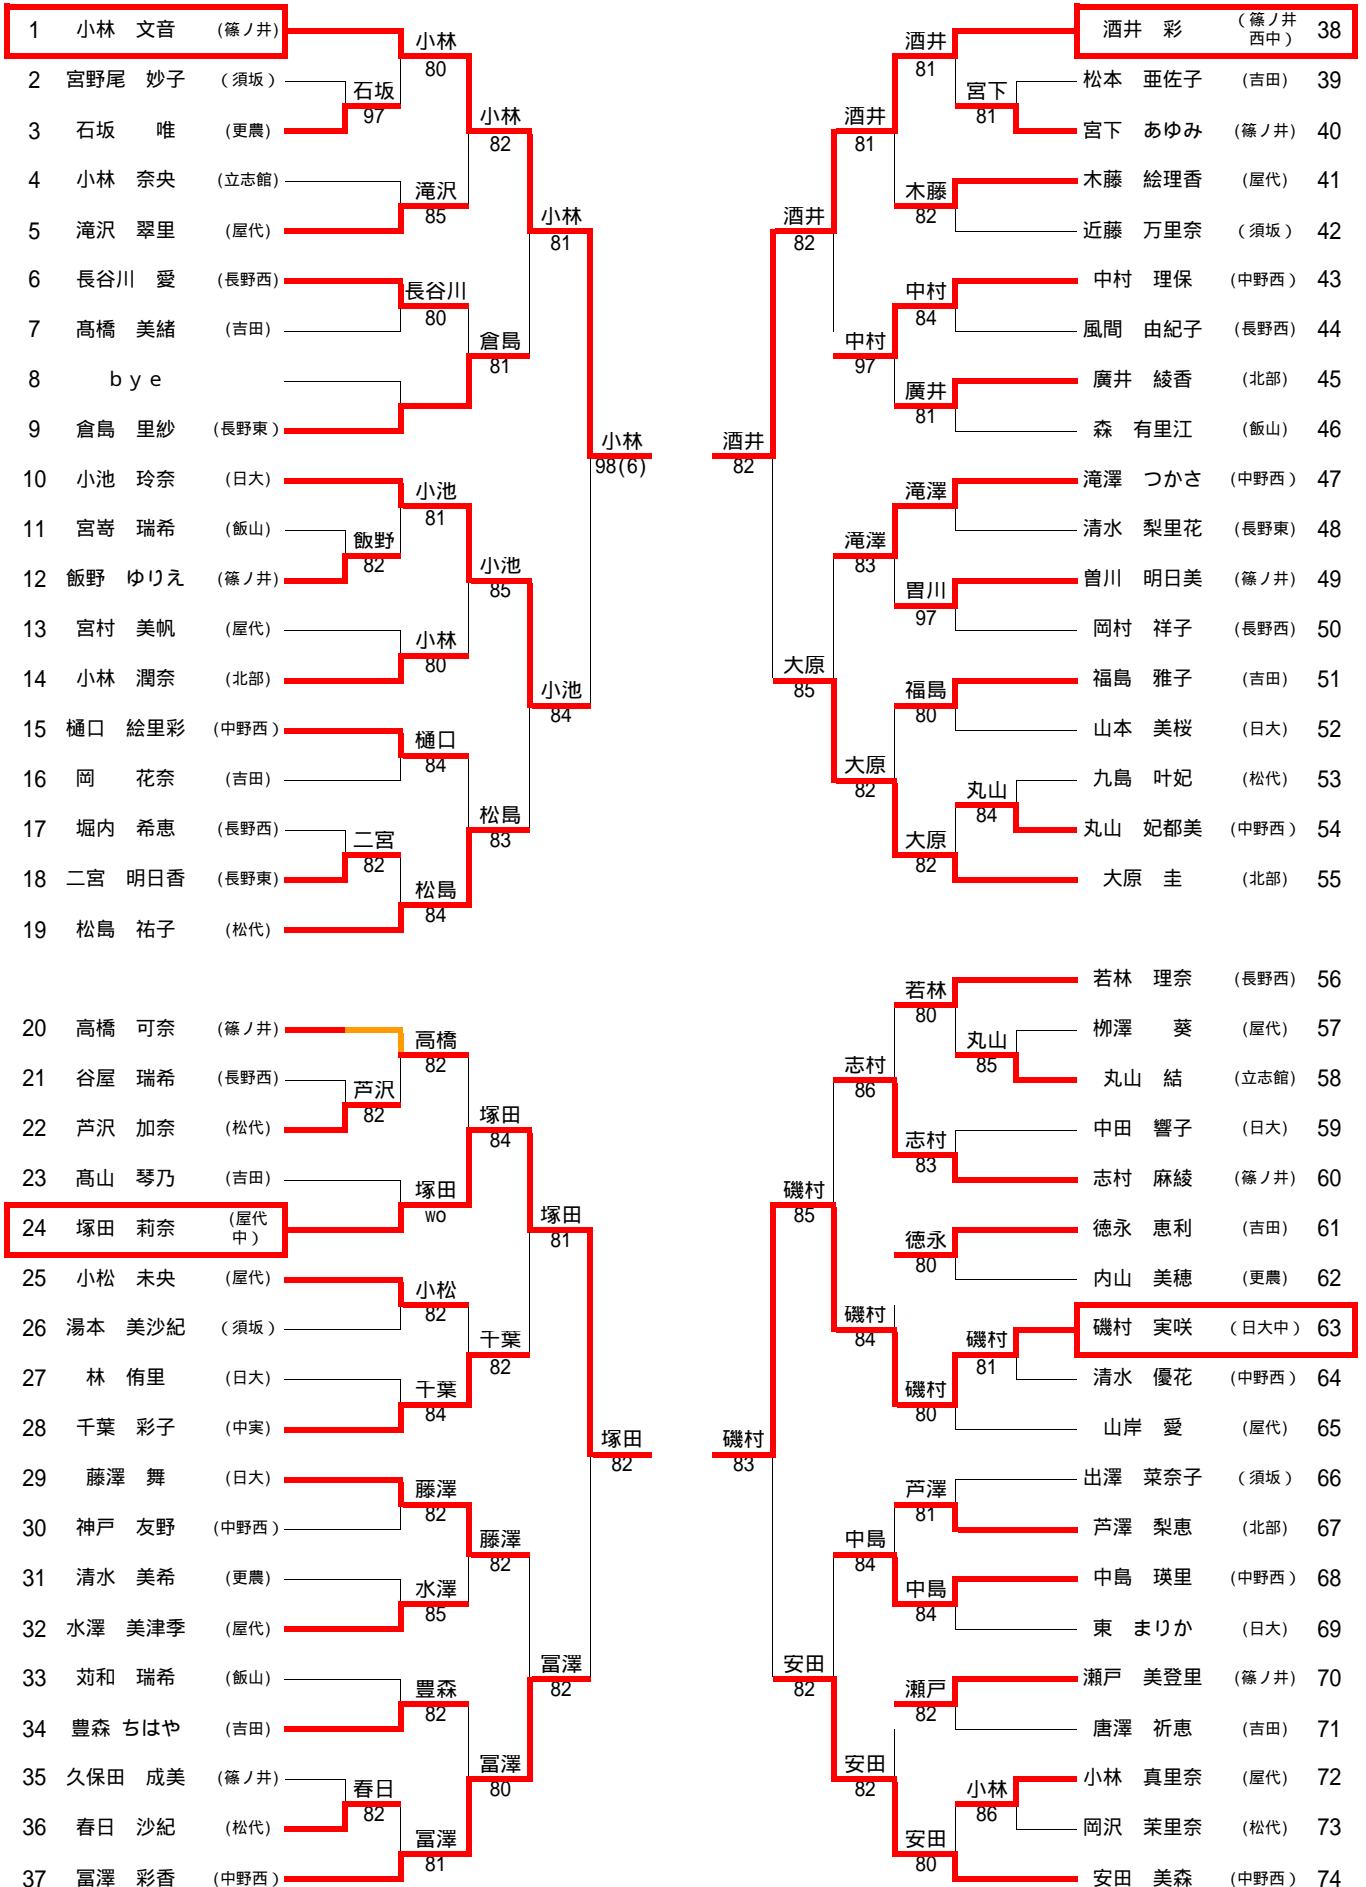 1 小林 文音 (篠ノ井)
2 宮野尾 妙子 (須坂)
3 石坂 唯 (更農)
4 小林 奈央 (立志館)
5 滝沢 翠里 (屋代)
6 長谷川 愛 (長野西)
7 髙橋 美緒 (吉田)
8 bye
9 倉島 里紗 (長野東)
10 小池 玲奈 (日大)
11 宮嵜 瑞希 (飯山)
12 飯野 ゆりえ (篠ノ井)
13 宮村 美帆 (屋代)
14 小林 潤奈 (北部)
15 樋口 絵里彩 (中野西)
16 岡 花奈 (吉田)
17 堀内 希恵 (長野西)
18 二宮 明日香 (長野東)
19 松島 祐子 (松代)
20 高橋 可奈 (篠ノ井)
21 谷屋 瑞希 (長野西)
22 芦沢 加奈 (松代)
23 髙山 琴乃 (吉田)
24 塚田 莉奈 (屋代中)
25 小松 未央 (屋代)
26 湯本 美沙紀 (須坂)
27 林 侑里 (日大)
28 千葉 彩子 (中実)
29 藤澤 舞 (日大)
30 神戸 友野 (中野西)
31 清水 美希 (更農)
32 水澤 美津季 (屋代)
33 苅和 瑞希 (飯山)
34 豊森 ちはや (吉田)
35 久保田 成美 (篠ノ井)
36 春日 沙紀 (松代)
37 冨澤 彩香 (中野西)
石坂
97
飯野
82
二宮
82
芦沢
82
春日
82
小林
80
滝沢
85
長谷川
80
小池
81
小林
80
樋口
84
松島
84
高橋
82
塚田
wo
小松
82
千葉
84
藤澤
82
水澤
85
豊森
82
冨澤
81
小林
82
倉島
81
小池
85
松島
83
塚田
84
千葉
82
藤澤
82
冨澤
80
小林
81
小池
84
塚田
81
冨澤
82
小林
98(6)
塚田
82
酒井
82
磯村
83
酒井
82
大原
85
磯村
85
安田
82
酒井
81
中村
97
滝澤
83
大原
82
志村
86
磯村
84
中島
84
安田
82
酒井
81
木藤
82
中村
84
廣井
81
滝澤
曽川
97
福島
80
大原
82
若林
80
志村
83
徳永
80
磯村
80
芦澤
81
中島
84
瀬戸
82
安田
80
宮下
81
丸山
84
丸山
85
磯村
81
小林
86
酒井 彩 (篠ノ井西中) 38
松本 亜佐子 (吉田) 39
宮下 あゆみ (篠ノ井) 40
木藤 絵理香 (屋代) 41
近藤 万里奈 (須坂) 42
中村 理保 (中野西) 43
風間 由紀子 (長野西) 44
廣井 綾香 (北部) 45
森 有里江 (飯山) 46
滝澤 つかさ (中野西) 47
清水 梨里花 (長野東) 48
曽川 明日美 (篠ノ井) 49
岡村 祥子 (長野西) 50
福島 雅子 (吉田) 51
山本 美桜 (日大) 52
九島 叶妃 (松代) 53
丸山 妃都美 (中野西) 54
大原 圭 (北部) 55
若林 理奈 (長野西) 56
栁澤 葵 (屋代) 57
丸山 結 (立志館) 58
中田 響子 (日大) 59
志村 麻綾 (篠ノ井) 60
徳永 恵利 (吉田) 61
内山 美穂 (更農) 62
磯村 実咲 (日大中) 63
清水 優花 (中野西) 64
山岸 愛 (屋代) 65
出澤 菜奈子 (須坂) 66
芦澤 梨恵 (北部) 67
中島 瑛里 (中野西) 68
東 まりか (日大) 69
瀬戸 美登里 (篠ノ井) 70
唐澤 祈恵 (吉田) 71
小林 真里奈 (屋代) 72
岡沢 茉里奈 (松代) 73
安田 美森 (中野西) 74